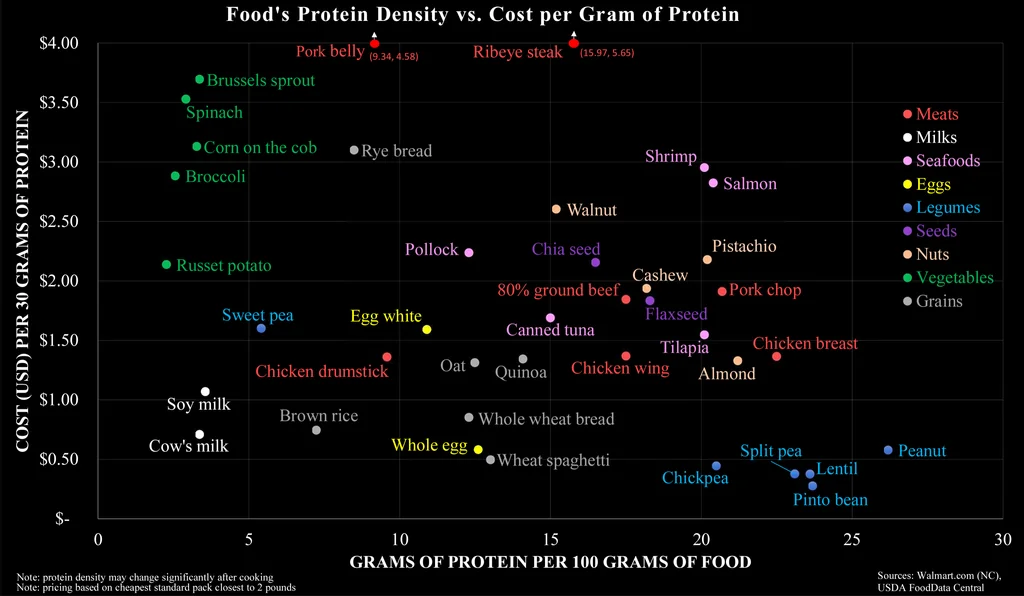 Food's Protein Density vs. Cost per Gram of Protein
$4.00
$3.50
$3.00
$2.50
$2.00
$1.50
$1.00
$0.50
$-
COST (USD) PER 30 GRAMS OF PROTEIN
Pork belly (9.34, 4.58)
Ribeye steak (15.97, 5.65)
Brussels sprout
Spinach
Corn on the cob
Rye bread
Broccoli
Shrimp
Salmon
Walnut
Pollock
Chia seed
Pistachio
Russet potato
Cashew
80% ground beef
Pork chop
Sweet pea
Egg white
Flaxseed
Canned tuna
Tilapia
Chicken breast
Chicken drumstick
Oat
Quinoa
Chicken wing
Almond
Soy milk
Brown rice
Whole wheat bread
Cow's milk
Whole egg
Wheat spaghetti
Split pea
Peanut
Chickpea
Lentil
Pinto bean
Meats
Milks
Seafoods
Eggs
Legumes
Seeds
Nuts
Vegetables
Grains
0 5 10 15 20 25 30
GRAMS OF PROTEIN PER 100 GRAMS OF FOOD
Note: protein density may change significantly after cooking
Note: pricing based on cheapest standard pack closest to 2 pounds
Sources: Walmart.com (NC),
USDA FoodData Central